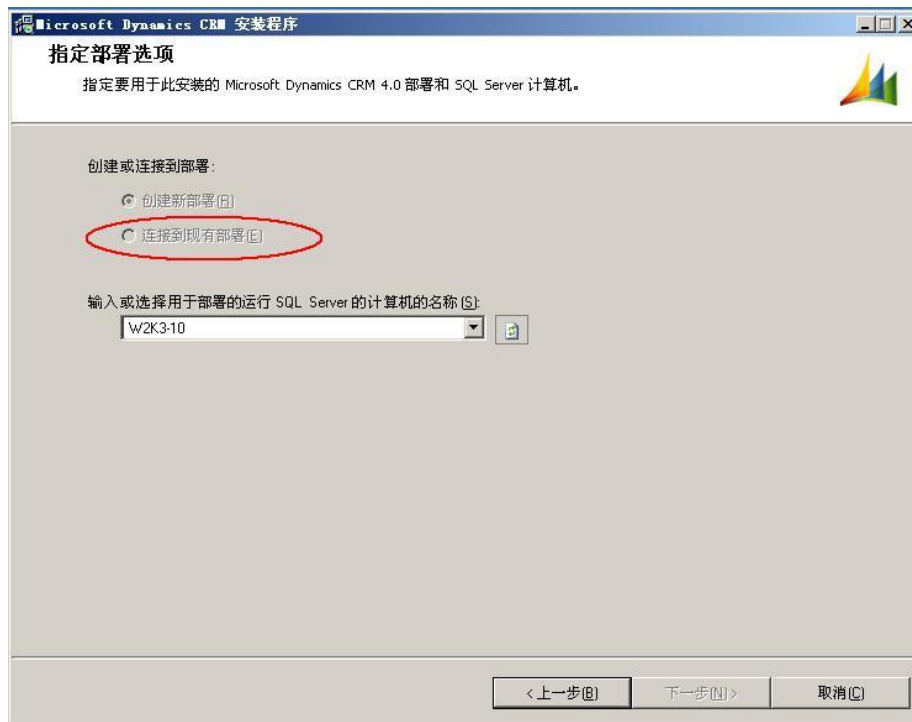 Microsoft Dynamics CRM 安装程序
指定部署选项
指定要用于此安装的 Microsoft Dynamics CRM 4.0 部署和 SQL Server 计算机。
创建或连接到部署:
创建新部署(R)
连接到现有部署(E)
输入或选择用于部署的运行 SQL Server 的计算机的名称(S):
W2K3-10
<上一步(B)
下一步(N)>
取消(C)